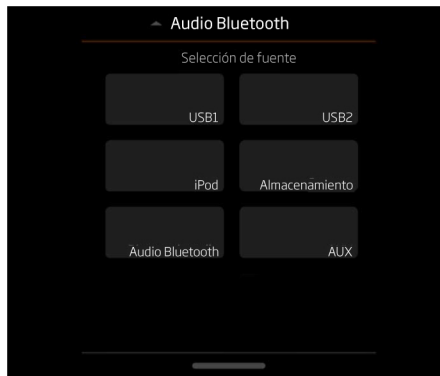 Audio Bluetooth
Selección de fuente
USB1 USB2
iPod Almacenamiento
Audio Bluetooth AUX